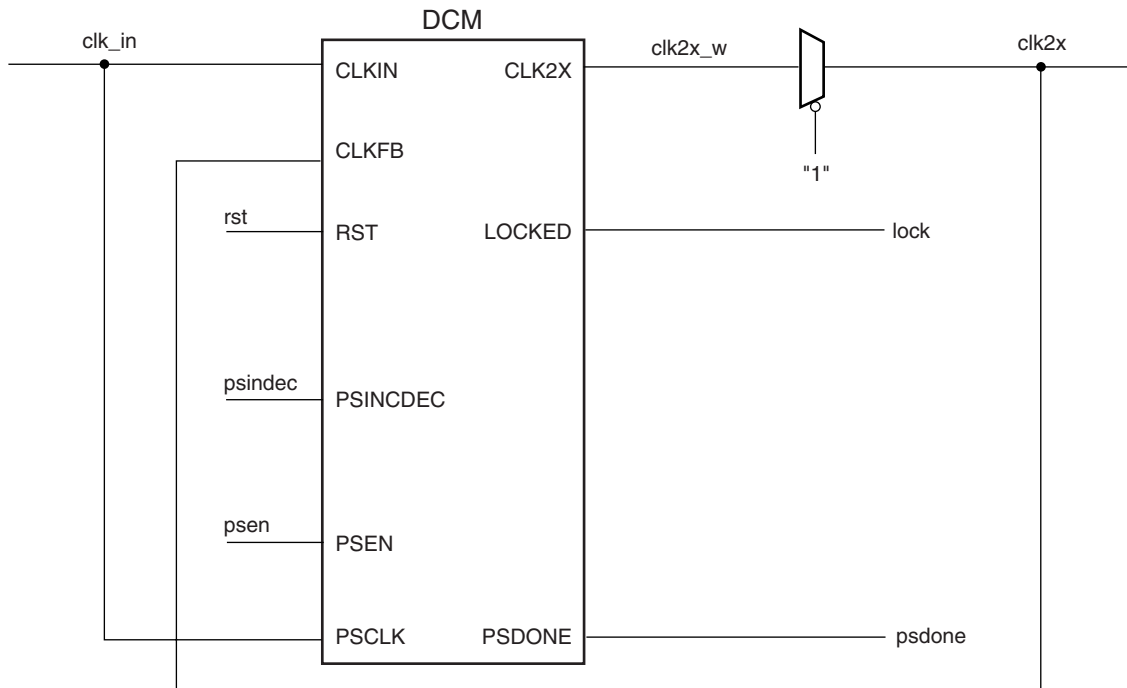 DCM
clk_in
clk2x_w
clk2x
CLKIN
CLK2X
CLKFB
"1"
rst
RST
LOCKED
lock
psindec
PSINCDEC
psen
PSEN
PSCLK
PSDONE
psdone